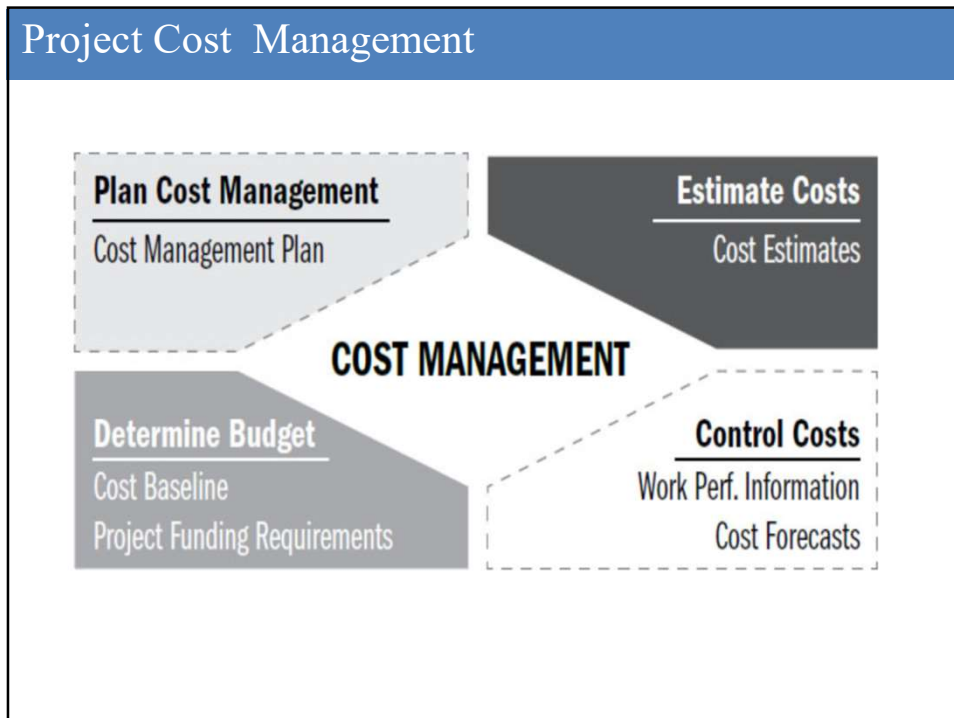 Project Cost  Management
Plan Cost Management
Cost Management Plan
Estimate Costs
Cost Estimates
COST MANAGEMENT
Determine Budget
Cost Baseline
Project Funding Requirements
Control Costs
Work Perf. Information
Cost Forecasts